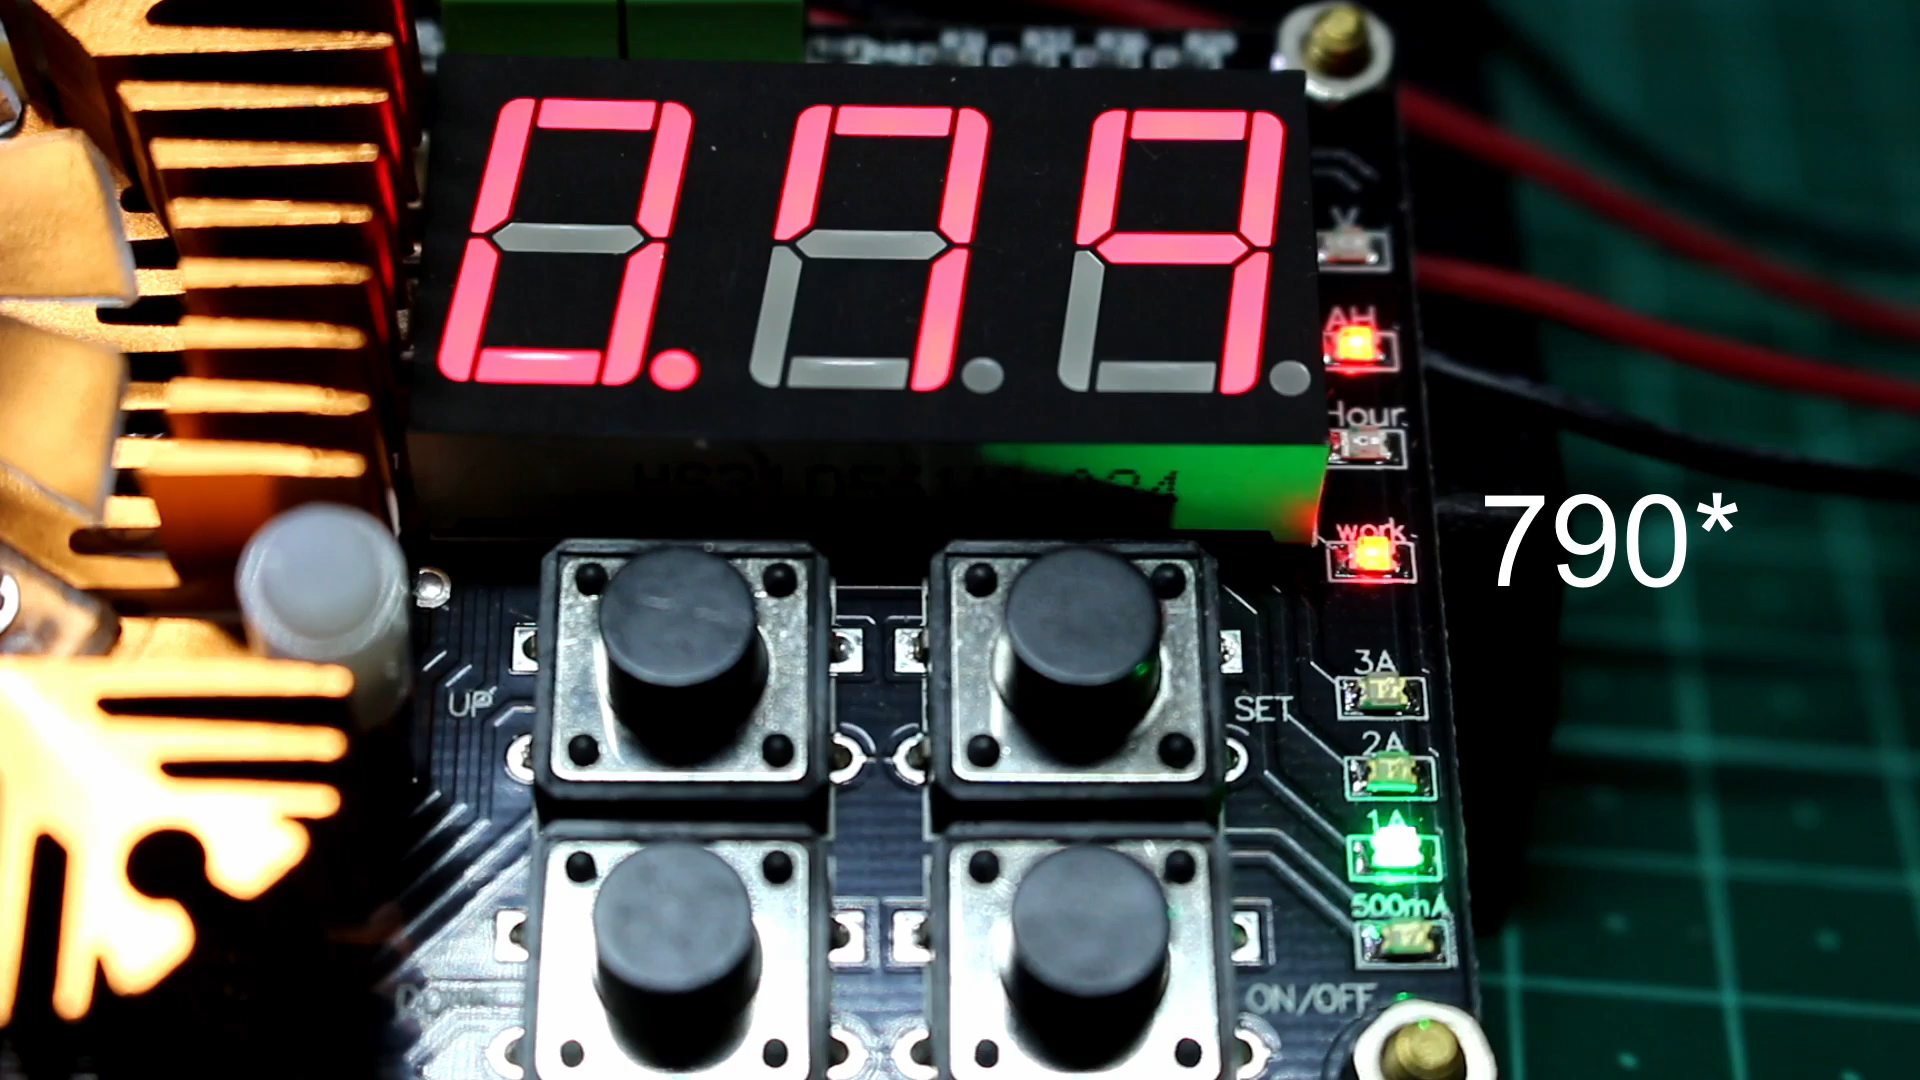 0.79
V
AH
Hour.
work
790*
3A
UP
SET
2A
1A
500mA
ON/OFF